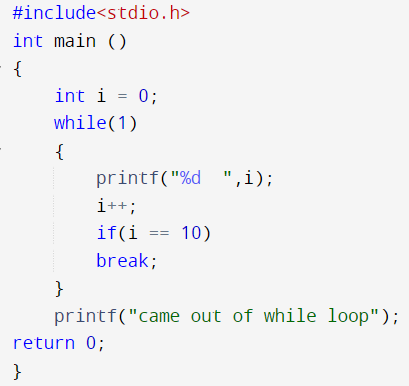 #include<stdio.h>
int main ()
{
    int i = 0;
    while(1)
    {
        printf("%d  ",i);
        i++;
        if(i == 10)
        break;
    }
    printf("came out of while loop");
return 0;
}